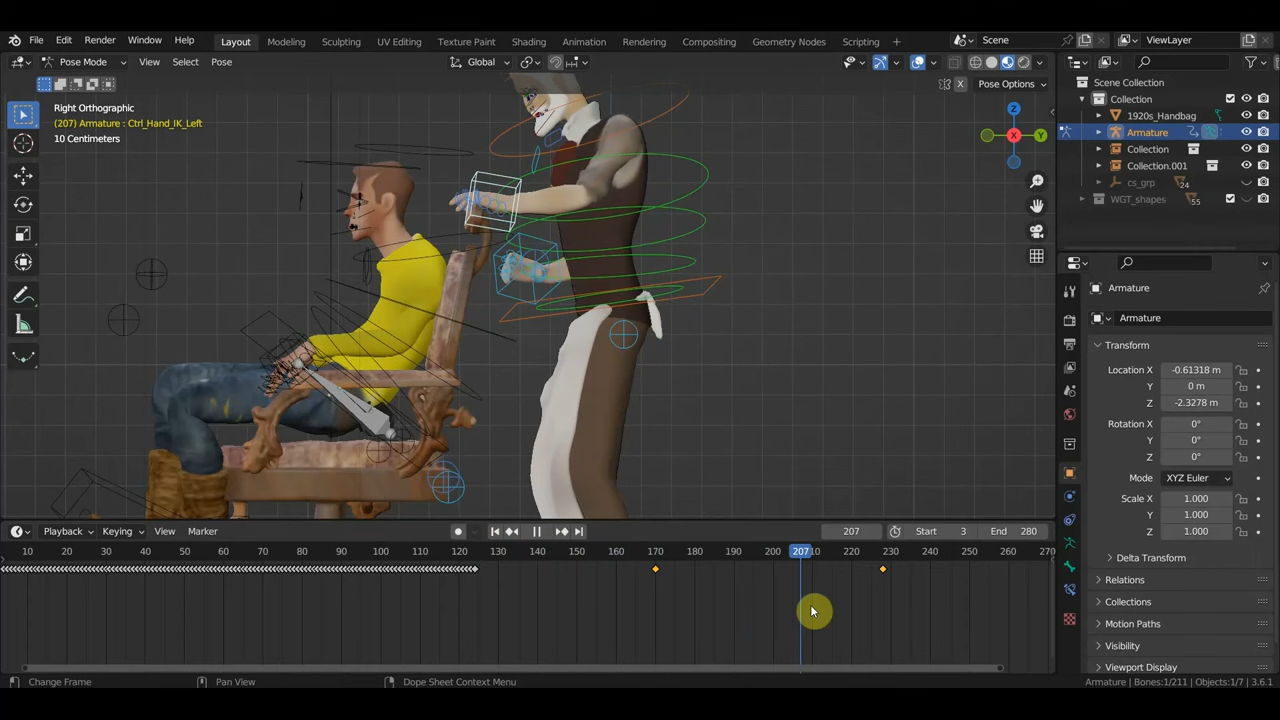 File Edit Render Window Help Layout Modeling Sculpting UV Editing Texture Paint Shading Animation Rendering Compositing Geometry Nodes Scripting + Scene ViewLayer
Pose Mode View Select Pose Global
X Pose Options
Right Orthographic
(207) Armature : Ctrl_Hand_IK_Left
10 Centimeters
Z
X
Y
Scene Collection
Collection
1920s_Handbag
Armature
Collection
Collection.001
cs_grp 24
WGT_shapes 55
Armature
Armature
Transform
Location X -0.61318 m
Y 0 m
Z -2.3278 m
Rotation X 0°
Y 0°
Z 0°
Mode XYZ Euler
Scale X 1.000
Y 1.000
Z 1.000
Delta Transform
Relations
Collections
Motion Paths
Visibility
Viewport Display
Playback Keying View Marker 207 Start 3 End 280
10 20 30 40 50 60 70 80 90 100 110 120 130 140 150 160 170 180 190 200 207 10 220 230 240 250 260 270
Change Frame Pan View Dope Sheet Context Menu Armature | Bones:1/211 | Objects:1/7 | 3.6.1